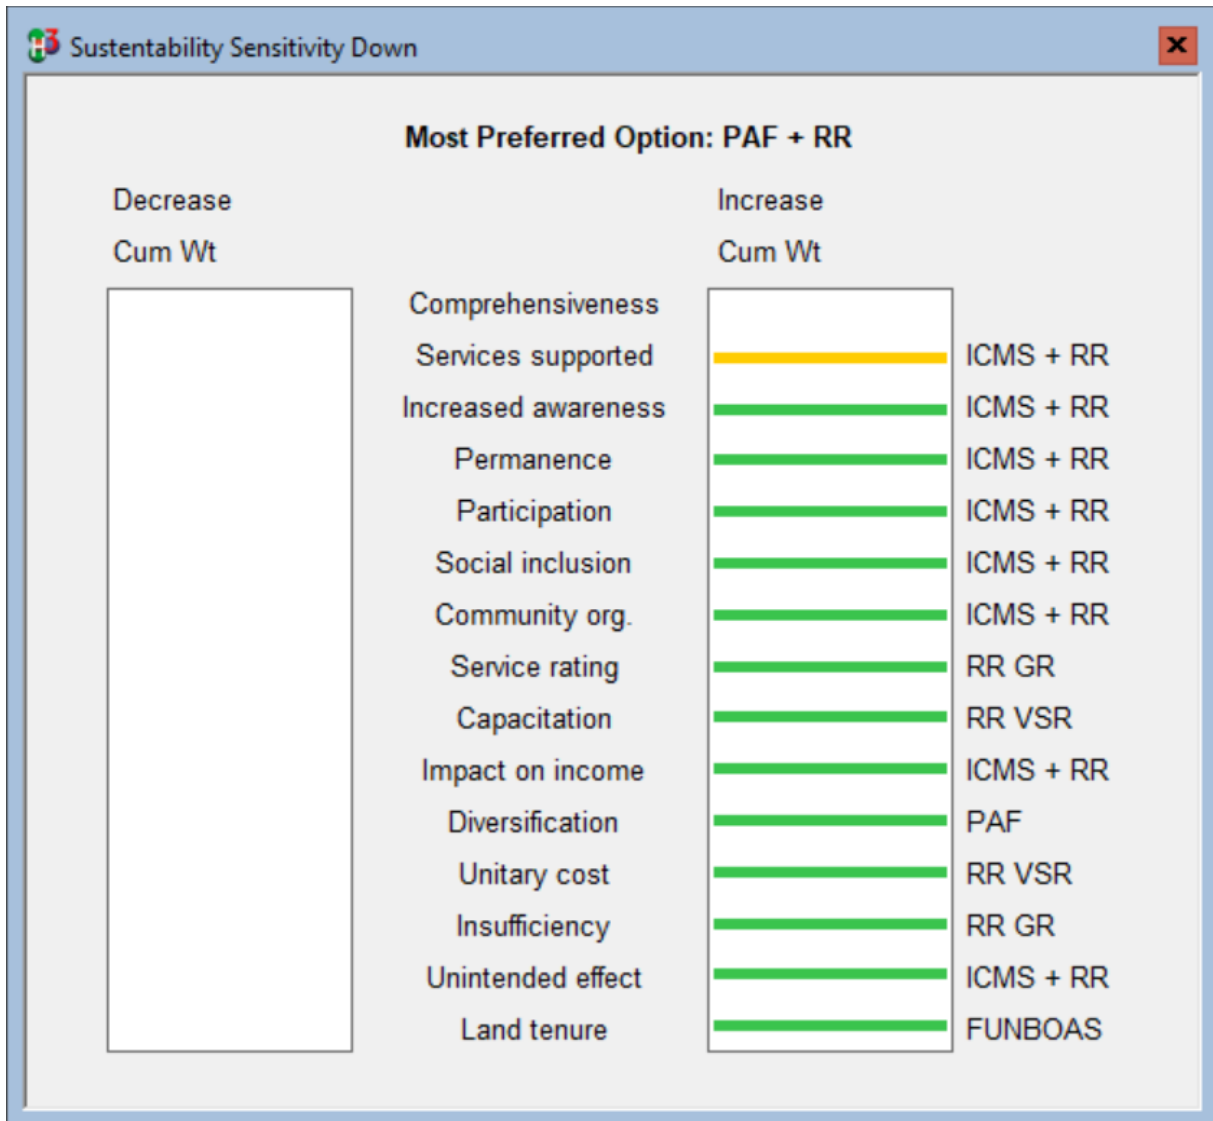 Sustentability Sensitivity Down
Most Preferred Option: PAF + RR
Decrease Increase
Cum Wt Cum Wt
Comprehensiveness
Services supported ICMS + RR
Increased awareness ICMS + RR
Permanence ICMS + RR
Participation ICMS + RR
Social inclusion ICMS + RR
Community org. ICMS + RR
Service rating RR GR
Capacitation RR VSR
Impact on income ICMS + RR
Diversification PAF
Unitary cost RR VSR
Insufficiency RR GR
Unintended effect ICMS + RR
Land tenure FUNBOAS